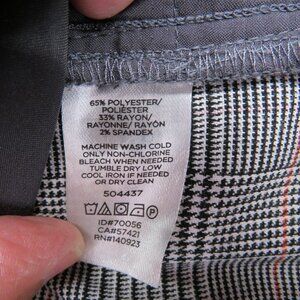 65% POLYESTER/
POLIÉSTER
33% RAYON/
RAYONNE/ RAYÓN
2% SPANDEX
MACHINE WASH COLD
ONLY NON-CHLORINE
BLEACH WHEN NEEDED
TUMBLE DRY LOW
COOL IRON IF NEEDED
OR DRY CLEAN
504437
ID#70056
CA#57421
RN#140923